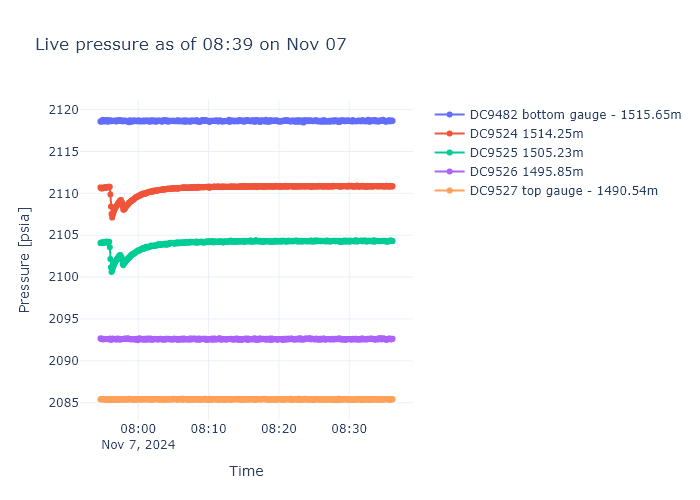 Live pressure as of 08:39 on Nov 07
2120
2115
2110
2105
2100
2095
2090
2085
Pressure [psia]
08:00
08:10
08:20
08:30
Nov 7, 2024
Time
DC9482 bottom gauge - 1515.65m
DC9524 1514.25m
DC9525 1505.23m
DC9526 1495.85m
DC9527 top gauge - 1490.54m